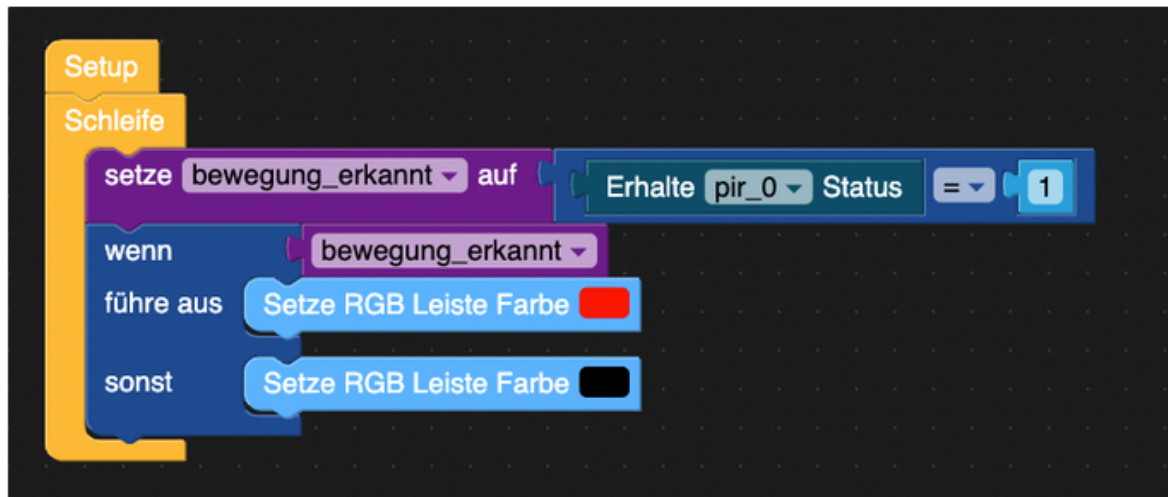 Setup
Schleife
setze bewegung_erkannt auf Erhalte pir_0 Status = 1
wenn bewegung_erkannt
führe aus Setze RGB Leiste Farbe
sonst Setze RGB Leiste Farbe